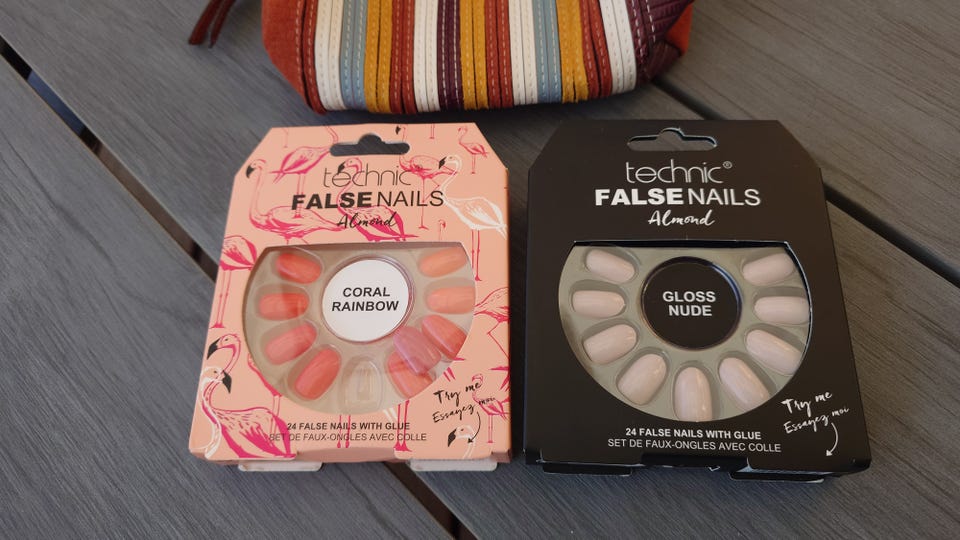 technic
FALSE NAILS
Almond
CORAL
RAINBOW
Try me
Essayez moi
24 FALSE NAILS WITH GLUE
SET DE FAUX-ONGLES AVEC COLLE
technic®
FALSE NAILS
Almond
GLOSS
NUDE
Try me
Essayez moi
24 FALSE NAILS WITH GLUE
SET DE FAUX-ONGLES AVEC COLLE